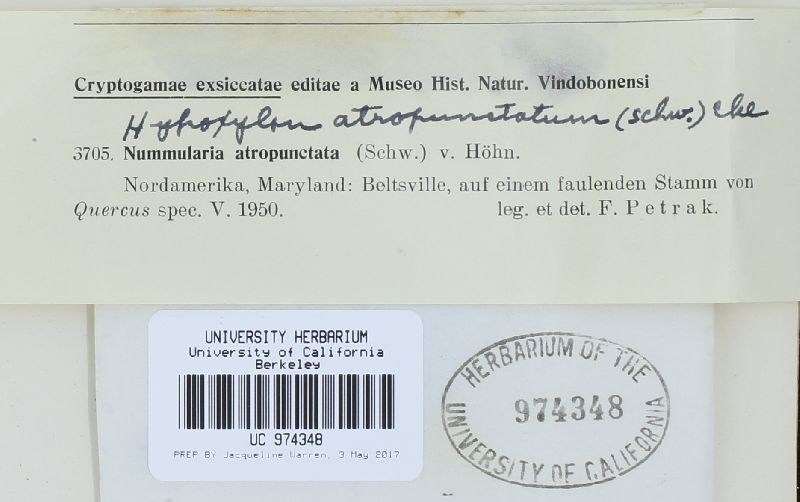 Cryptogamae exsiccatae editae a Museo Hist. Natur. Vindobonensi
Hypoxylon atropunctatum (Schw.) Cke
3705. Nummularia atropunctata (Schw.) v. Höhn.
Nordamerika, Maryland: Beltsville, auf einem faulenden Stamm von
Quercus spec. V. 1950. leg. et det. F. Petrak.
UNIVERSITY HERBARIUM
University of California
Berkeley
UC 974348
PREP BY Jacqueline Warren, 3 May 2017
HERBARIUM OF THE
974348
UNIVERSITY OF CALIFORNIA